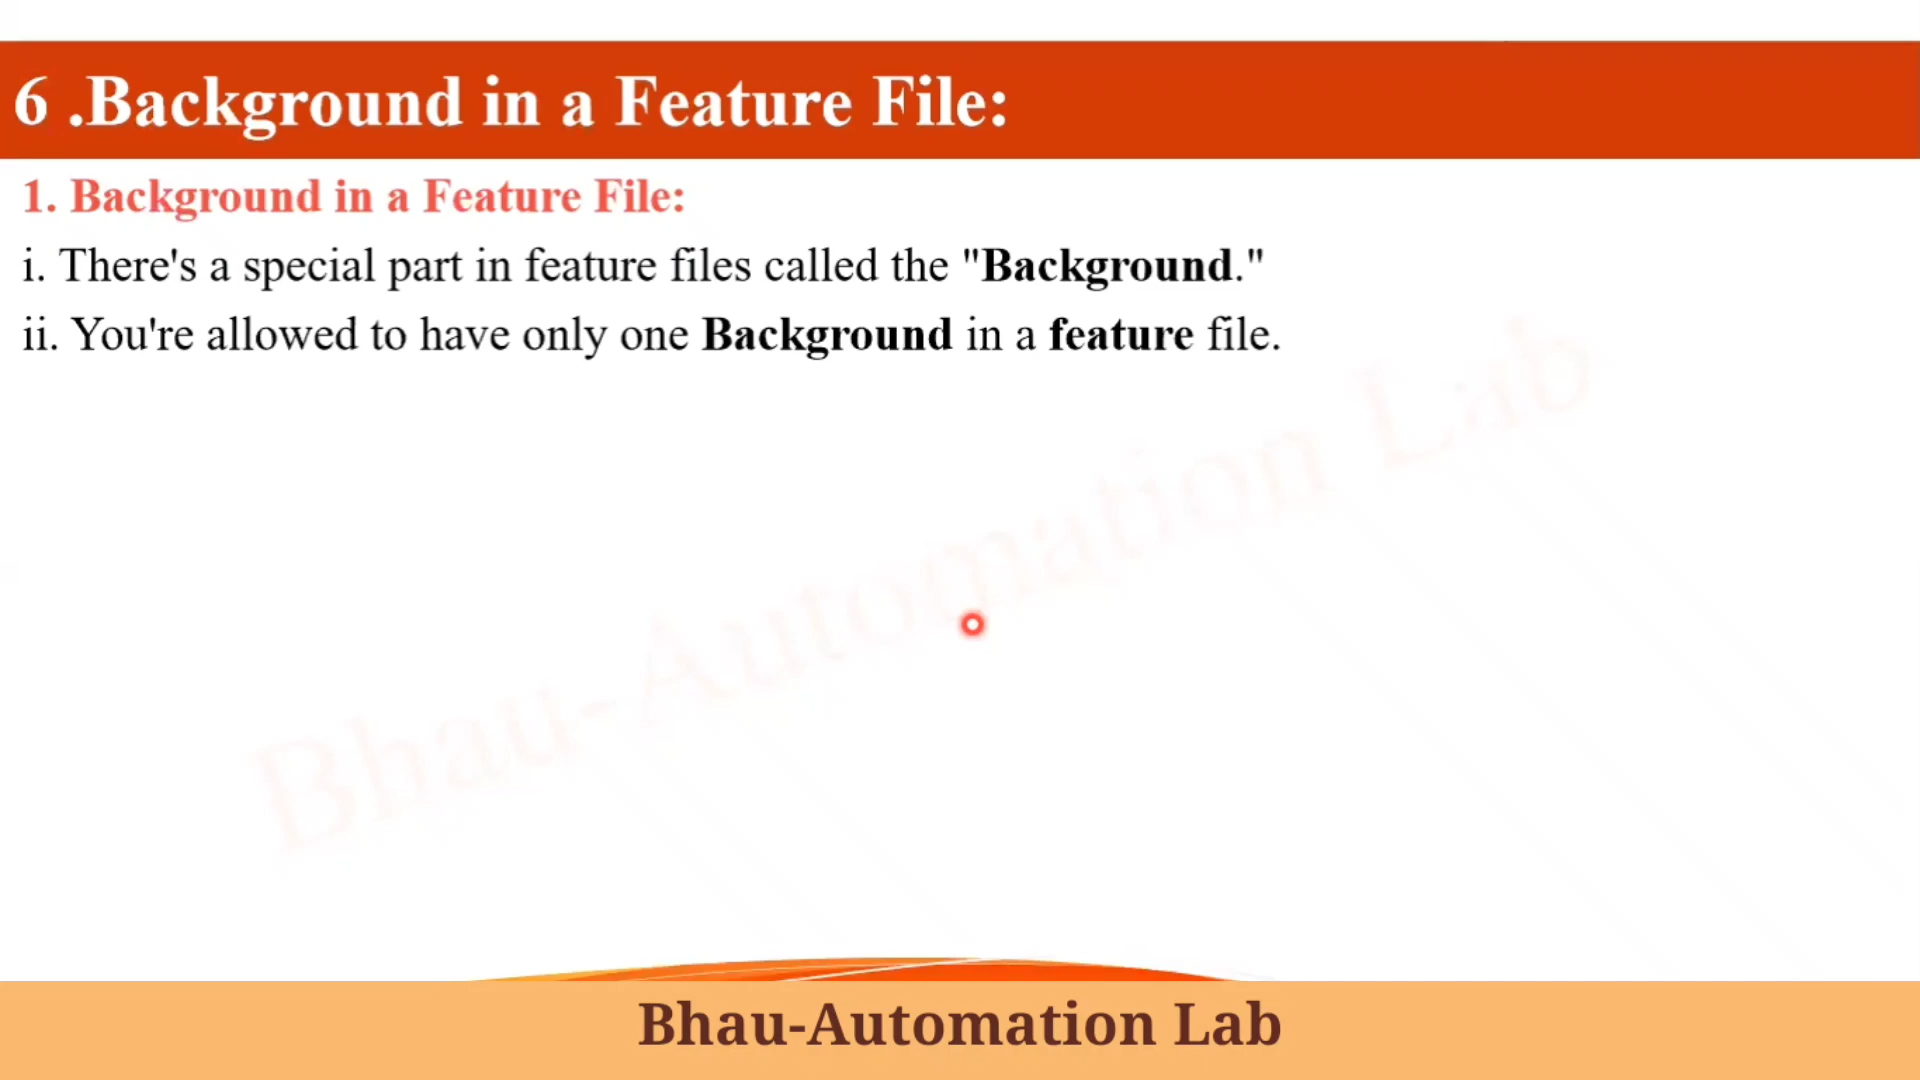 6 .Background in a Feature File:
1. Background in a Feature File:
i. There's a special part in feature files called the "Background."
ii. You're allowed to have only one Background in a feature file.
Bhau-Automation Lab
Bhau-Automation Lab